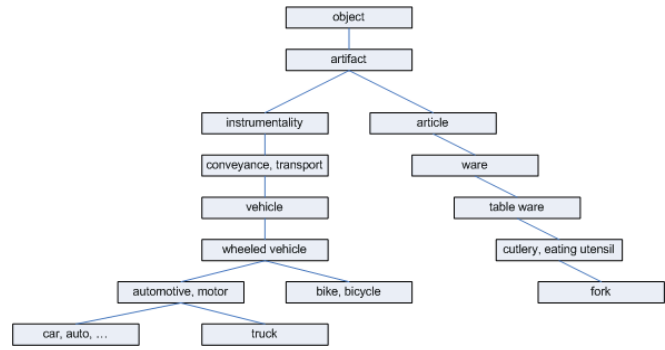 object
artifact
instrumentality
article
conveyance, transport
ware
vehicle
table ware
wheeled vehicle
cutlery, eating utensil
automotive, motor
bike, bicycle
fork
car, auto, …
truck